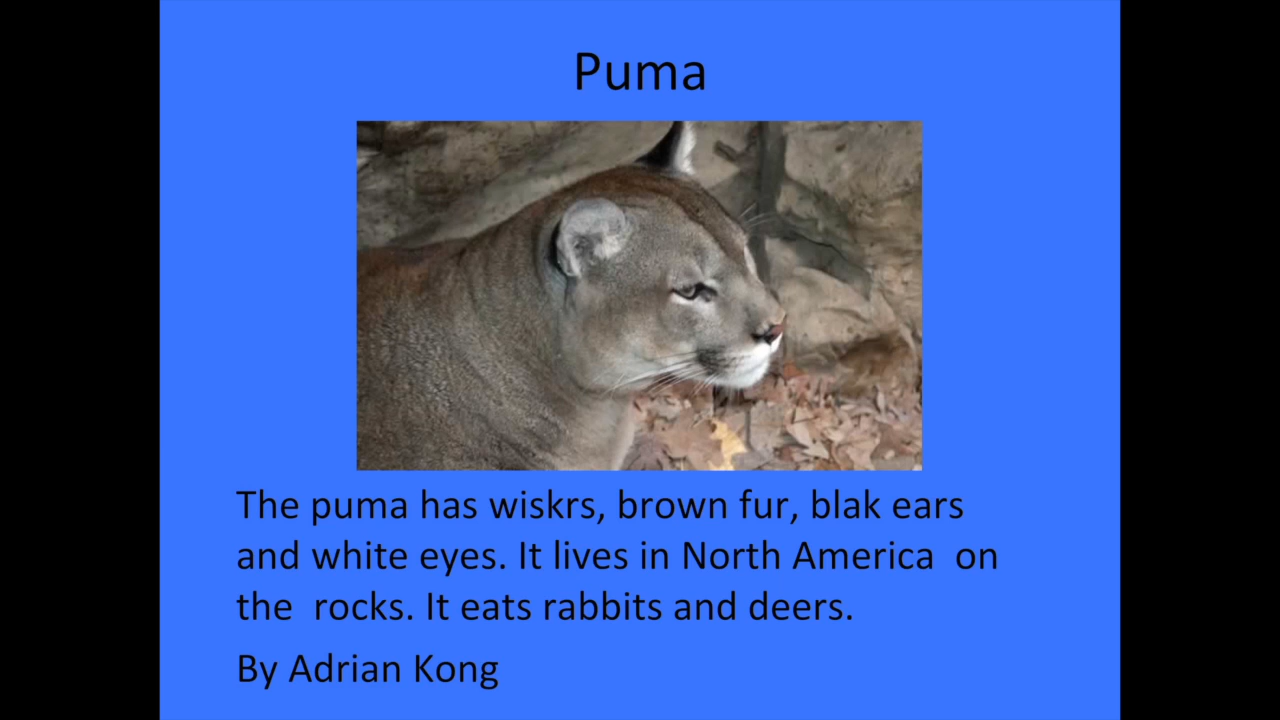 Puma
The puma has wiskrs, brown fur, blak ears
and white eyes. It lives in North America  on
the  rocks. It eats rabbits and deers.
By Adrian Kong